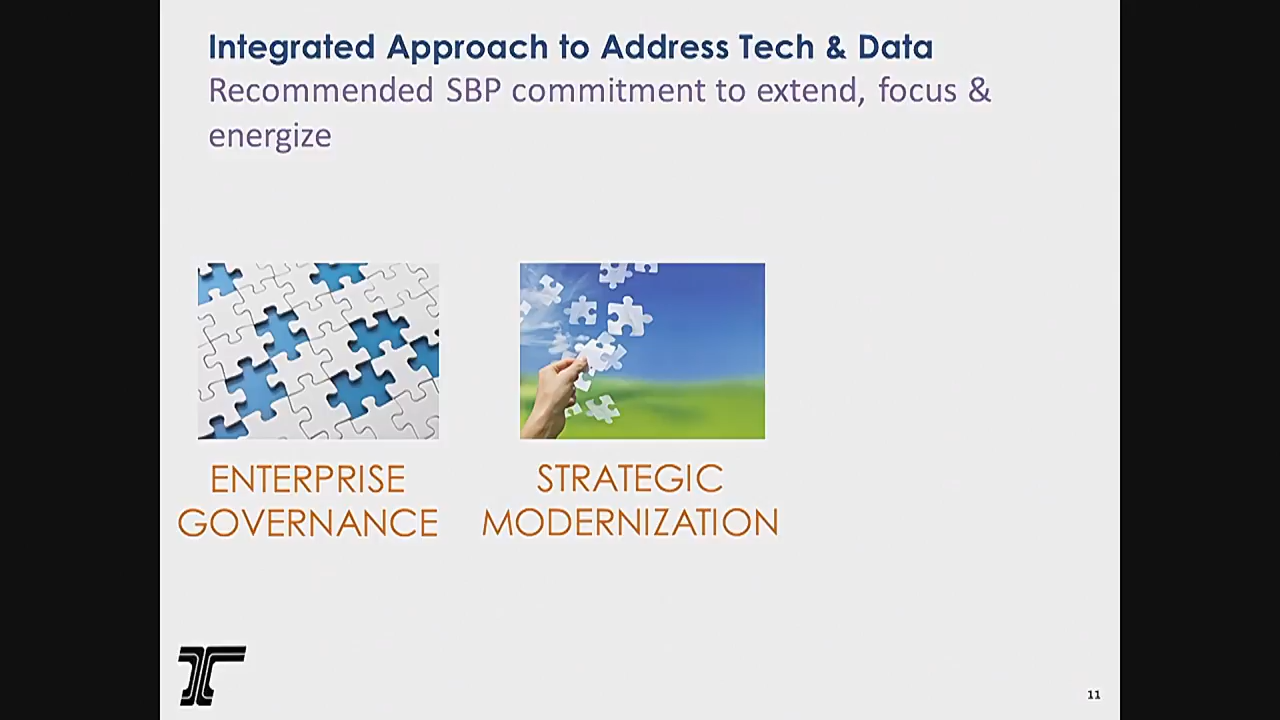 Integrated Approach to Address Tech & Data
Recommended SBP commitment to extend, focus &
energize
ENTERPRISE
GOVERNANCE
STRATEGIC
MODERNIZATION
11